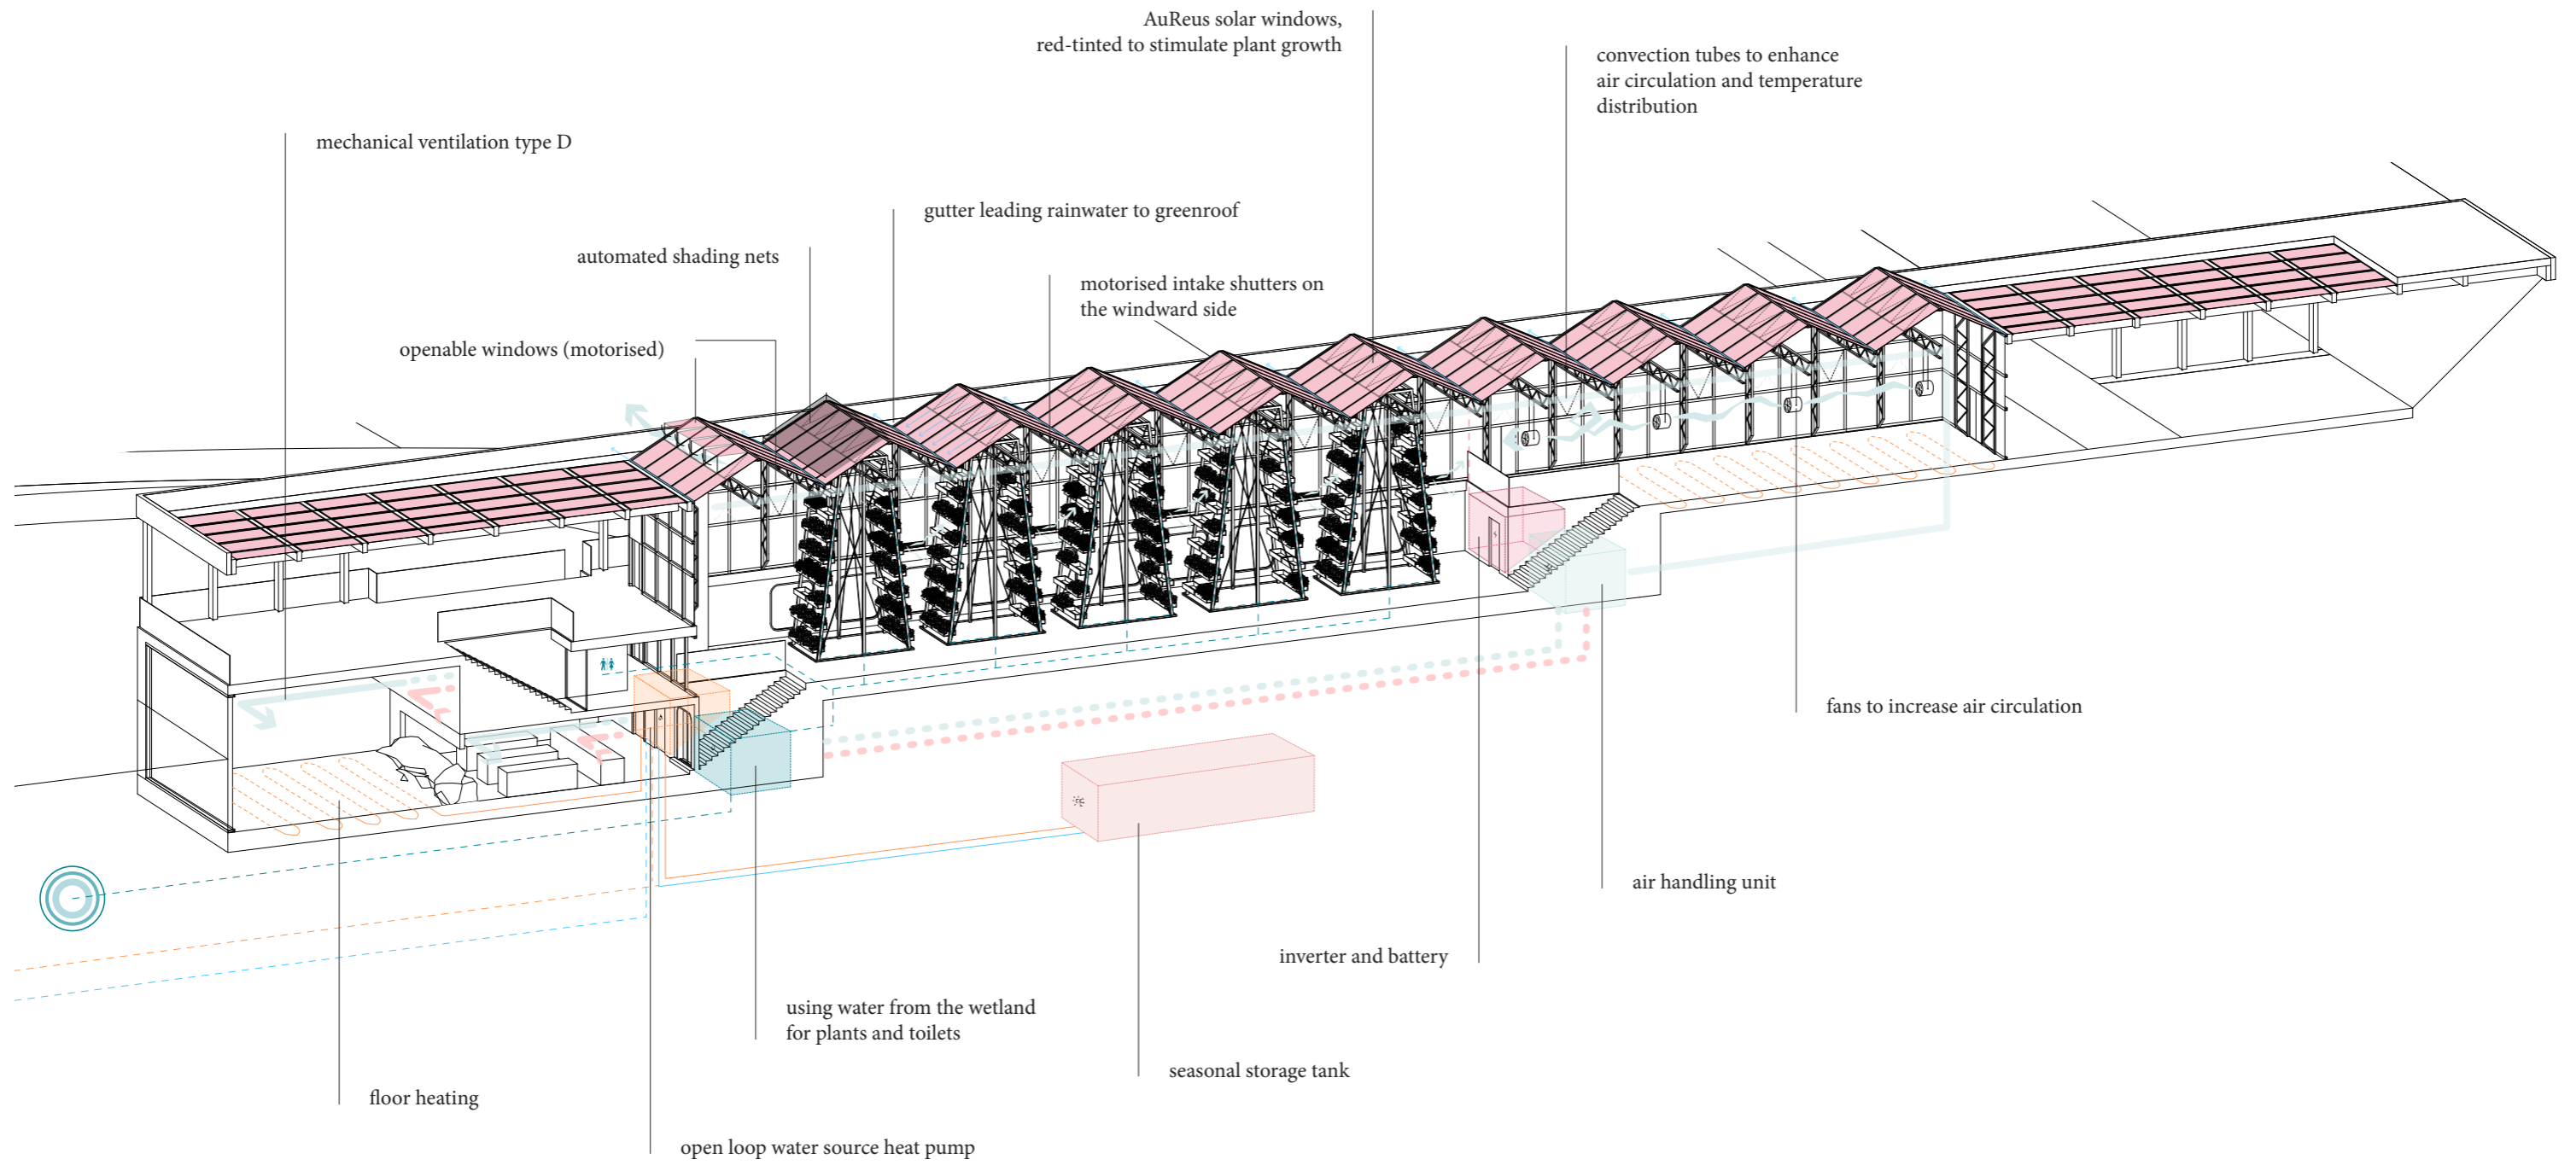 AuReus solar windows,
red-tinted to stimulate plant growth
convection tubes to enhance
air circulation and temperature
distribution
mechanical ventilation type D
gutter leading rainwater to greenroof
automated shading nets
motorised intake shutters on
the windward side
openable windows (motorised)
fans to increase air circulation
air handling unit
inverter and battery
using water from the wetland
for plants and toilets
seasonal storage tank
floor heating
open loop water source heat pump